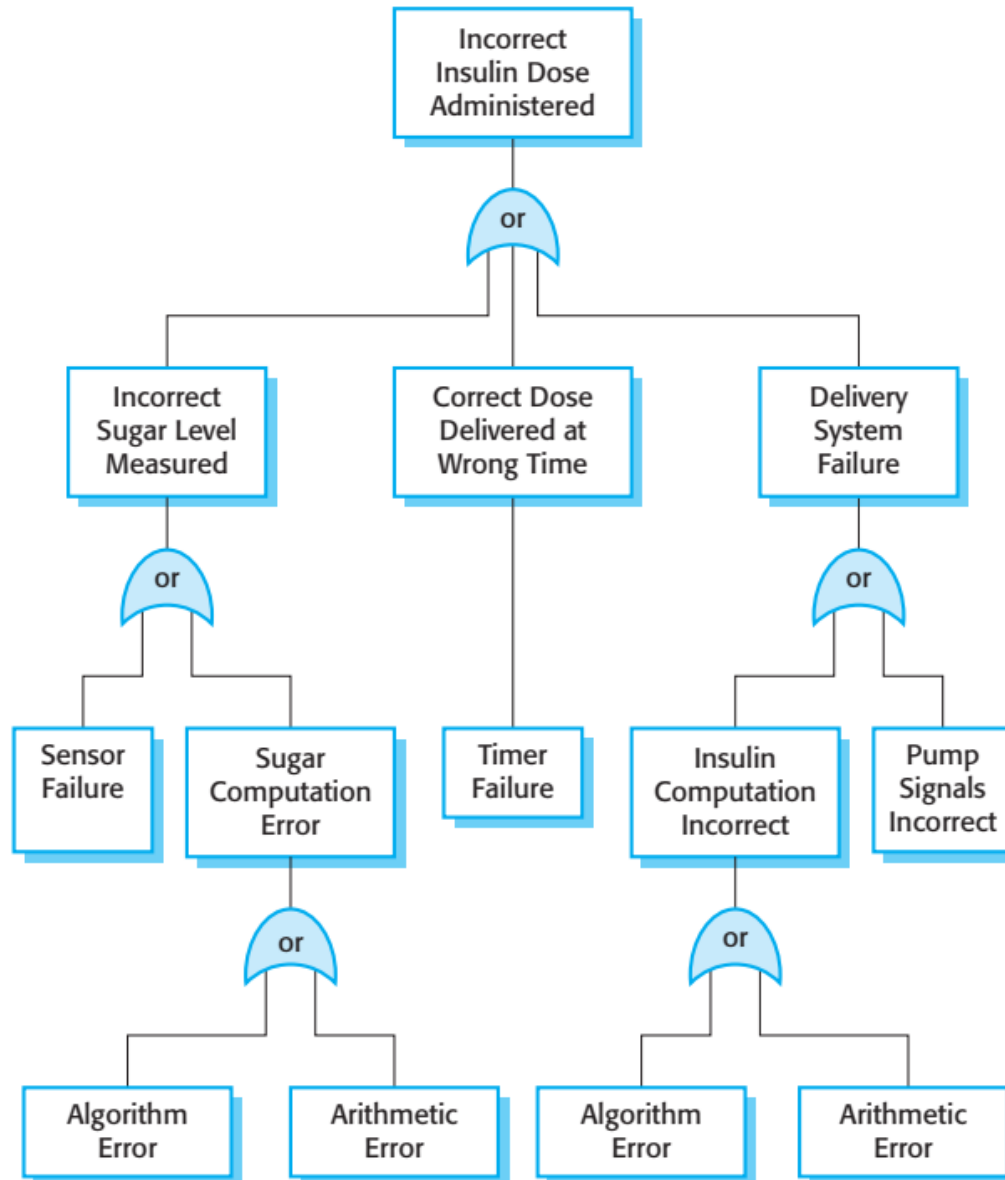 Incorrect
Insulin Dose
Administered
or
Incorrect
Sugar Level
Measured
Correct Dose
Delivered at
Wrong Time
Delivery
System
Failure
or
or
Sensor
Failure
Sugar
Computation
Error
Timer
Failure
Insulin
Computation
Incorrect
Pump
Signals
Incorrect
or
or
Algorithm
Error
Arithmetic
Error
Algorithm
Error
Arithmetic
Error